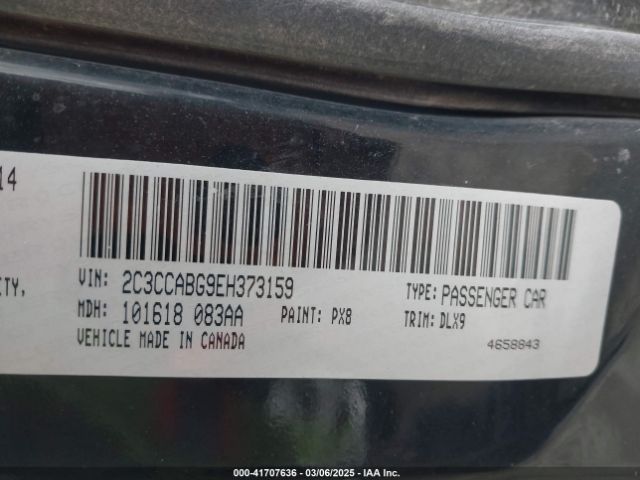 14
ITY,
VIN: 2C3CCABG9EH373159
TYPE: PASSENGER CAR
MDH: 101618 083AA
PAINT: PX8
TRIM: DLX9
VEHICLE MADE IN CANADA
4658843
000-41707636 - 03/06/2025 - IAA Inc.